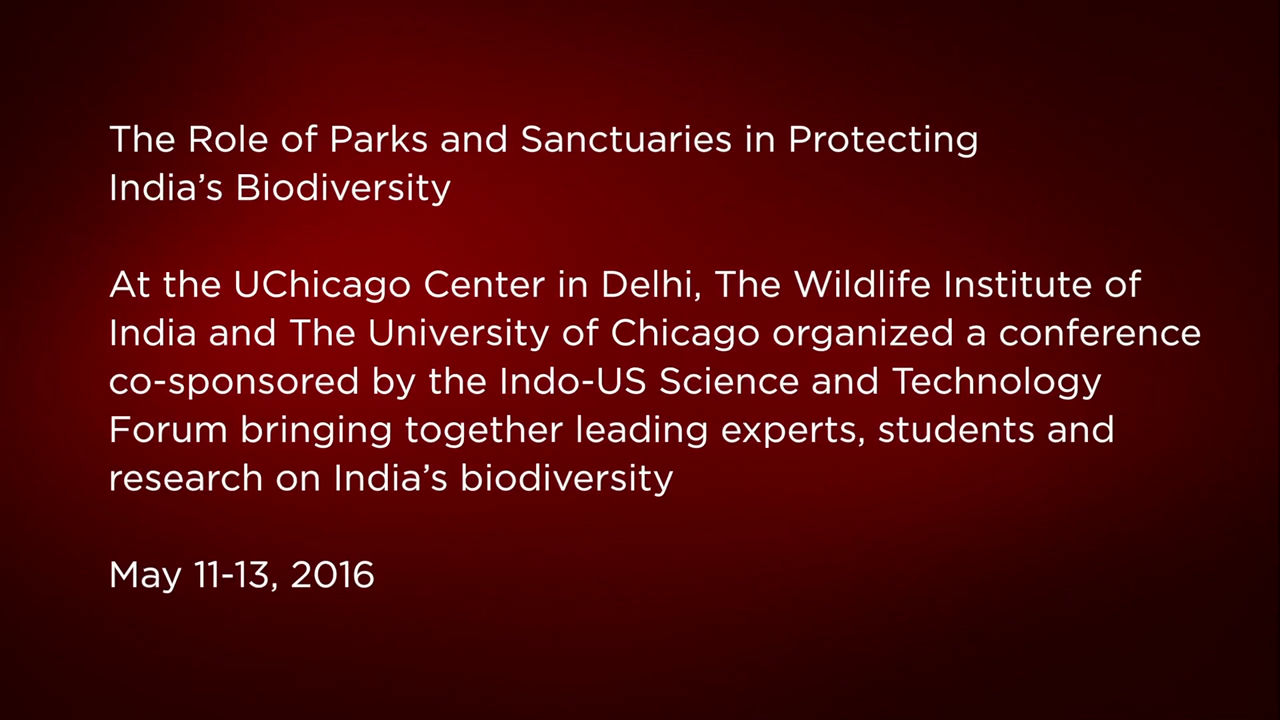 The Role of Parks and Sanctuaries in Protecting
India’s Biodiversity
At the UChicago Center in Delhi, The Wildlife Institute of
India and The University of Chicago organized a conference
co-sponsored by the Indo-US Science and Technology
Forum bringing together leading experts, students and
research on India’s biodiversity
May 11-13, 2016